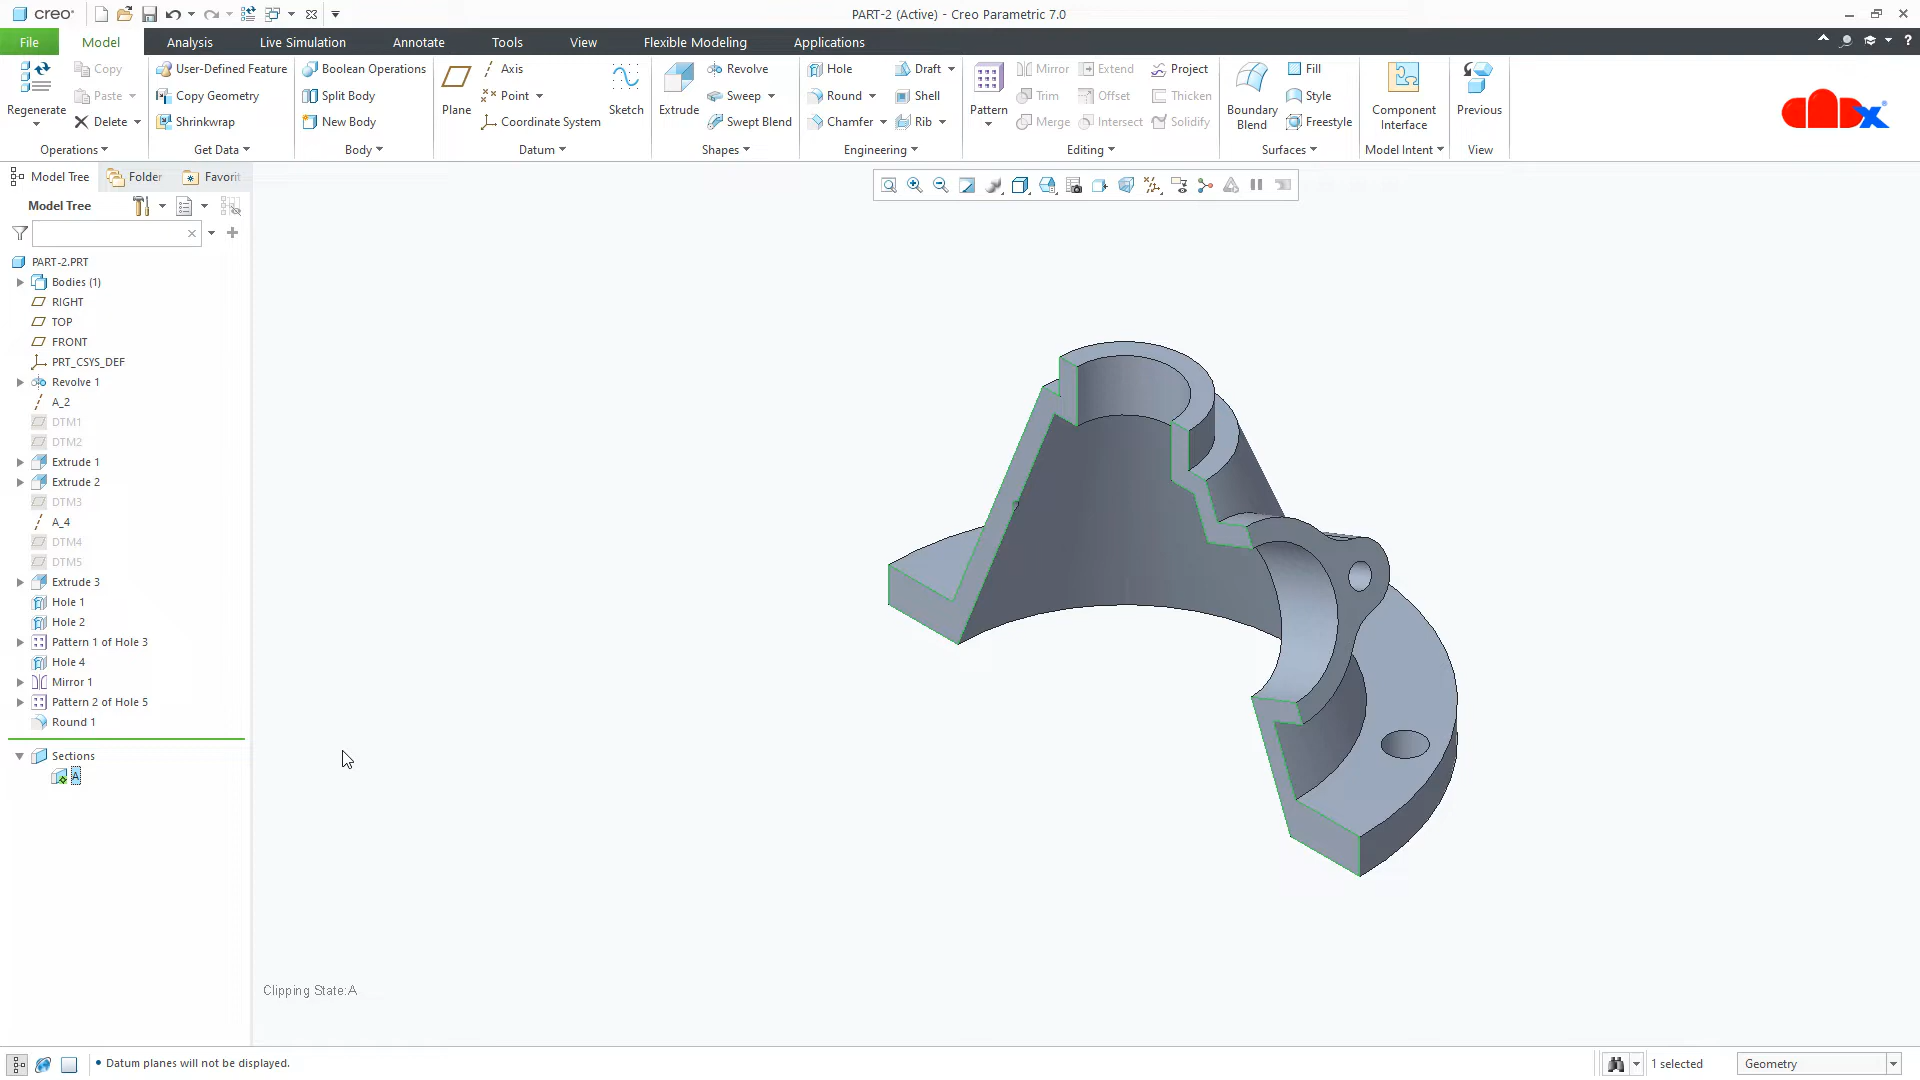 creo
PART-2 (Active) - Creo Parametric 7.0
File
Model
Analysis
Live Simulation
Annotate
Tools
View
Flexible Modeling
Applications
?
Regenerate
Copy
Paste
Delete
Operations
User-Defined Feature
Copy Geometry
Shrinkwrap
Get Data
Boolean Operations
Split Body
New Body
Body
Plane
Axis
Point
Coordinate System
Sketch
Datum
Extrude
Revolve
Sweep
Swept Blend
Shapes
Hole
Round
Chamfer
Draft
Shell
Rib
Engineering
Pattern
Mirror
Trim
Merge
Extend
Offset
Intersect
Project
Thicken
Solidify
Editing
Boundary
Blend
Fill
Style
Freestyle
Surfaces
Component
Interface
Model Intent
Previous
View
Model Tree
Folder
Favorit
Model Tree
PART-2.PRT
Bodies (1)
RIGHT
TOP
FRONT
PRT_CSYS_DEF
Revolve 1
A_2
DTM1
DTM2
Extrude 1
Extrude 2
DTM3
A_4
DTM4
DTM5
Extrude 3
Hole 1
Hole 2
Pattern 1 of Hole 3
Hole 4
Mirror 1
Pattern 2 of Hole 5
Round 1
Sections
A
Clipping State:A
• Datum planes will not be displayed.
1 selected
Geometry